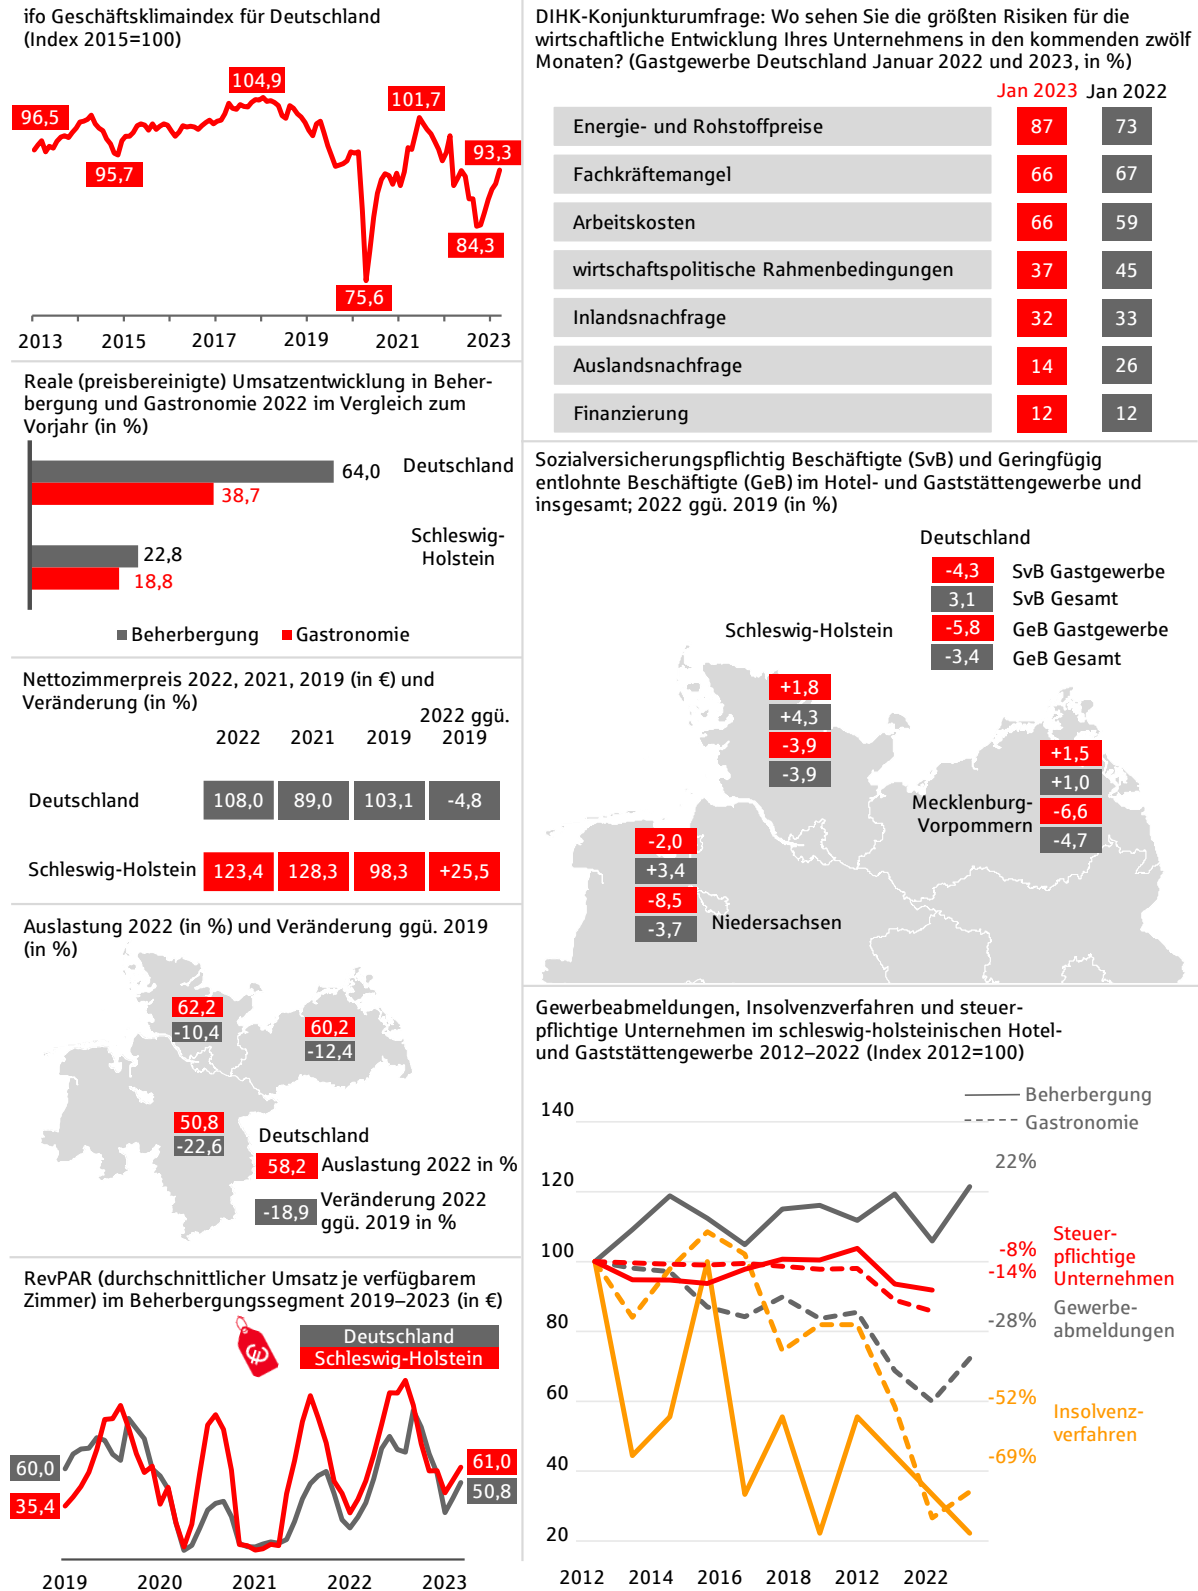 ifo Geschäftsklimaindex für Deutschland
(Index 2015=100)
104,9
96,5
101,7
93,3
95,7
84,3
75,6
2013 2015 2017 2019 2021 2023
Reale (preisbereinigte) Umsatzentwicklung in Beher-
bergung und Gastronomie 2022 im Vergleich zum
Vorjahr (in %)
64,0 Deutschland
38,7
Schleswig-
Holstein
22,8
18,8
Beherbergung Gastronomie
Nettozimmerpreis 2022, 2021, 2019 (in €) und
Veränderung (in %)
2022 ggü.
2022 2021 2019 2019
Deutschland 108,0 89,0 103,1 -4,8
Schleswig-Holstein 123,4 128,3 98,3 +25,5
Auslastung 2022 (in %) und Veränderung ggü. 2019
(in %)
62,2
-10,4
60,2
-12,4
50,8
-22,6
Deutschland
58,2 Auslastung 2022 in %
-18,9 Veränderung 2022
ggü. 2019 in %
RevPAR (durchschnittlicher Umsatz je verfügbarem
Zimmer) im Beherbergungssegment 2019–2023 (in €)
€
Deutschland
Schleswig-Holstein
60,0
35,4
61,0
50,8
2019 2020 2021 2022 2023
DIHK-Konjunkturumfrage: Wo sehen Sie die größten Risiken für die
wirtschaftliche Entwicklung Ihres Unternehmens in den kommenden zwölf
Monaten? (Gastgewerbe Deutschland Januar 2022 und 2023, in %)
Jan 2023 Jan 2022
Energie- und Rohstoffpreise 87 73
Fachkräftemangel 66 67
Arbeitskosten 66 59
wirtschaftspolitische Rahmenbedingungen 37 45
Inlandsnachfrage 32 33
Auslandsnachfrage 14 26
Finanzierung 12 12
Sozialversicherungspflichtig Beschäftigte (SvB) und Geringfügig
entlohnte Beschäftigte (GeB) im Hotel- und Gaststättengewerbe und
insgesamt; 2022 ggü. 2019 (in %)
Deutschland
-4,3 SvB Gastgewerbe
3,1 SvB Gesamt
-5,8 GeB Gastgewerbe
-3,4 GeB Gesamt
Schleswig-Holstein
+1,8
+4,3
-3,9
-3,9
Mecklenburg-
Vorpommern
+1,5
+1,0
-6,6
-4,7
-2,0
+3,4
-8,5
-3,7
Niedersachsen
Gewerbeabmeldungen, Insolvenzverfahren und steuer-
pflichtige Unternehmen im schleswig-holsteinischen Hotel-
und Gaststättengewerbe 2012–2022 (Index 2012=100)
Beherbergung
Gastronomie
140
120
100
80
60
40
20
22%
-8%
-14%
Steuer-
pflichtige
Unternehmen
-28%
Gewerbe-
abmeldungen
-52%
Insolvenz-
verfahren
-69%
2012 2014 2016 2018 2012 2022